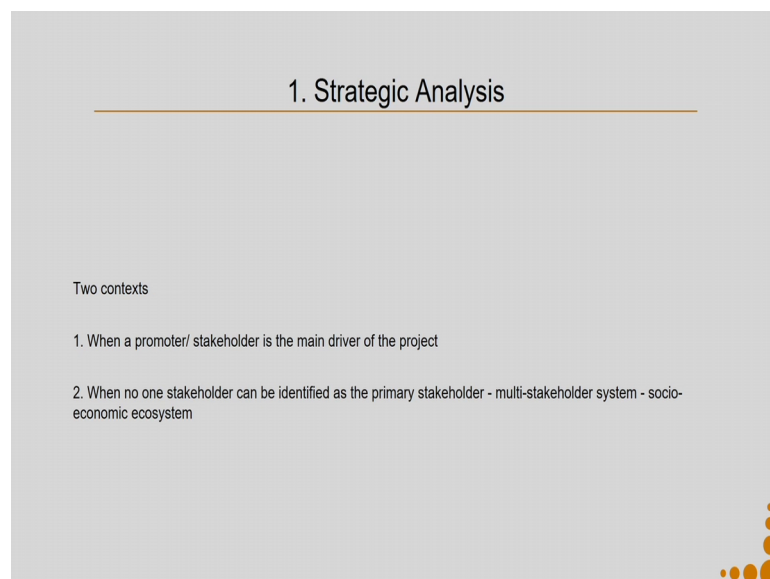 1. Strategic Analysis
Two contexts
1. When a promoter/ stakeholder is the main driver of the project
2. When no one stakeholder can be identified as the primary stakeholder - multi-stakeholder system - socio-
economic ecosystem